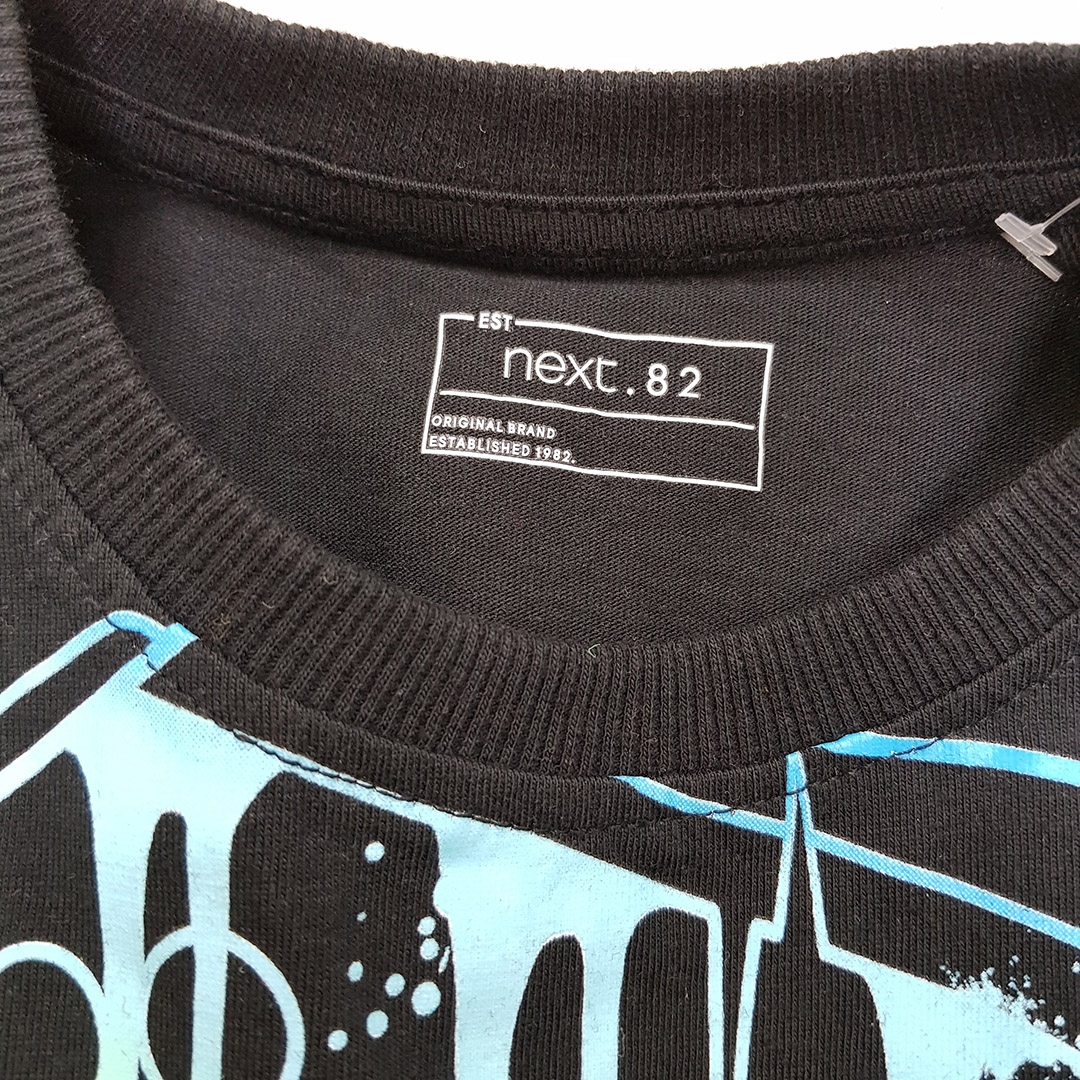 EST
next.82
ORIGINAL BRAND
ESTABLISHED 1982.